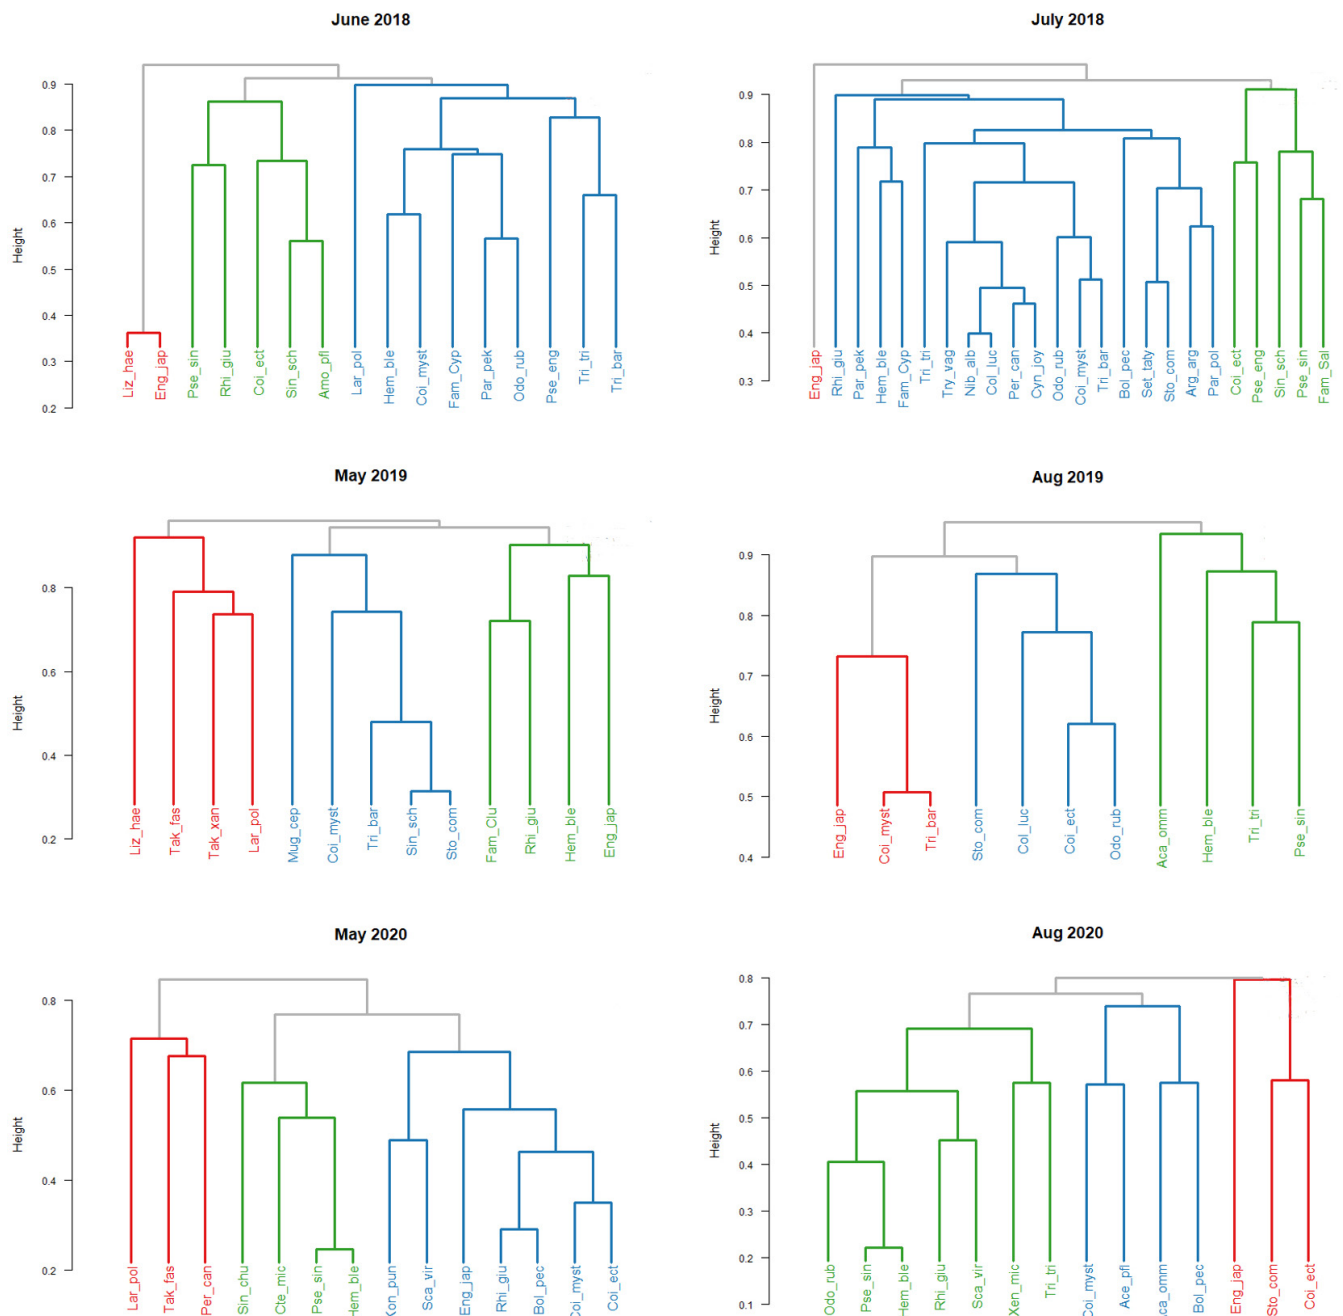 June 2018
Height
0.9
0.8
0.7
0.6
0.5
0.4
0.3
0.2
Liz_hae
Eng_jap
Pse_sin
Rhi_giu
Coi_ect
Sin_sch
Amo_pfl
Lar_pol
Hem_ble
Coi_myst
Fam_Cyp
Par_pek
Odo_rub
Pse_eng
Tri_tri
Tri_bar
July 2018
Height
0.9
0.8
0.7
0.6
0.5
0.4
0.3
Eng_jap
Rhi_giu
Par_pek
Hem_ble
Fam_Cyp
Tri_tri
Try_vag
Nib_alb
Col_luc
Per_can
Cyn_joy
Odo_rub
Coi_myst
Tri_bar
Bol_pec
Set_taty
Sto_com
Arg_arg
Par_pol
Coi_ect
Pse_eng
Sin_sch
Pse_sin
Fam_Sal
May 2019
Height
0.8
0.6
0.4
0.2
Liz_hae
Tak_fas
Tak_xan
Lar_pol
Mug_cep
Coi_myst
Tri_bar
Sin_sch
Sto_com
Fam_Clu
Rhi_giu
Hem_ble
Eng_jap
Aug 2019
Height
0.9
0.8
0.7
0.6
0.5
0.4
Eng_jap
Coi_myst
Tri_bar
Sto_com
Col_luc
Coi_ect
Odo_rub
Aca_omm
Hem_ble
Tri_tri
Pse_sin
May 2020
Height
0.8
0.6
0.4
0.2
Lar_pol
Tak_fas
Per_can
Sin_chu
Cte_mic
Pse_sin
Hem_ble
Kon_pun
Sca_vir
Eng_jap
Rhi_giu
Bol_pec
Coi_myst
Coi_ect
Aug 2020
Height
0.8
0.7
0.6
0.5
0.4
0.3
0.2
0.1
Odo_rub
Pse_sin
Hem_ble
Rhi_giu
Sca_vir
Xen_mic
Tri_tri
Coi_myst
Ace_pfl
Aca_omm
Bol_pec
Eng_jap
Sto_com
Coi_ect